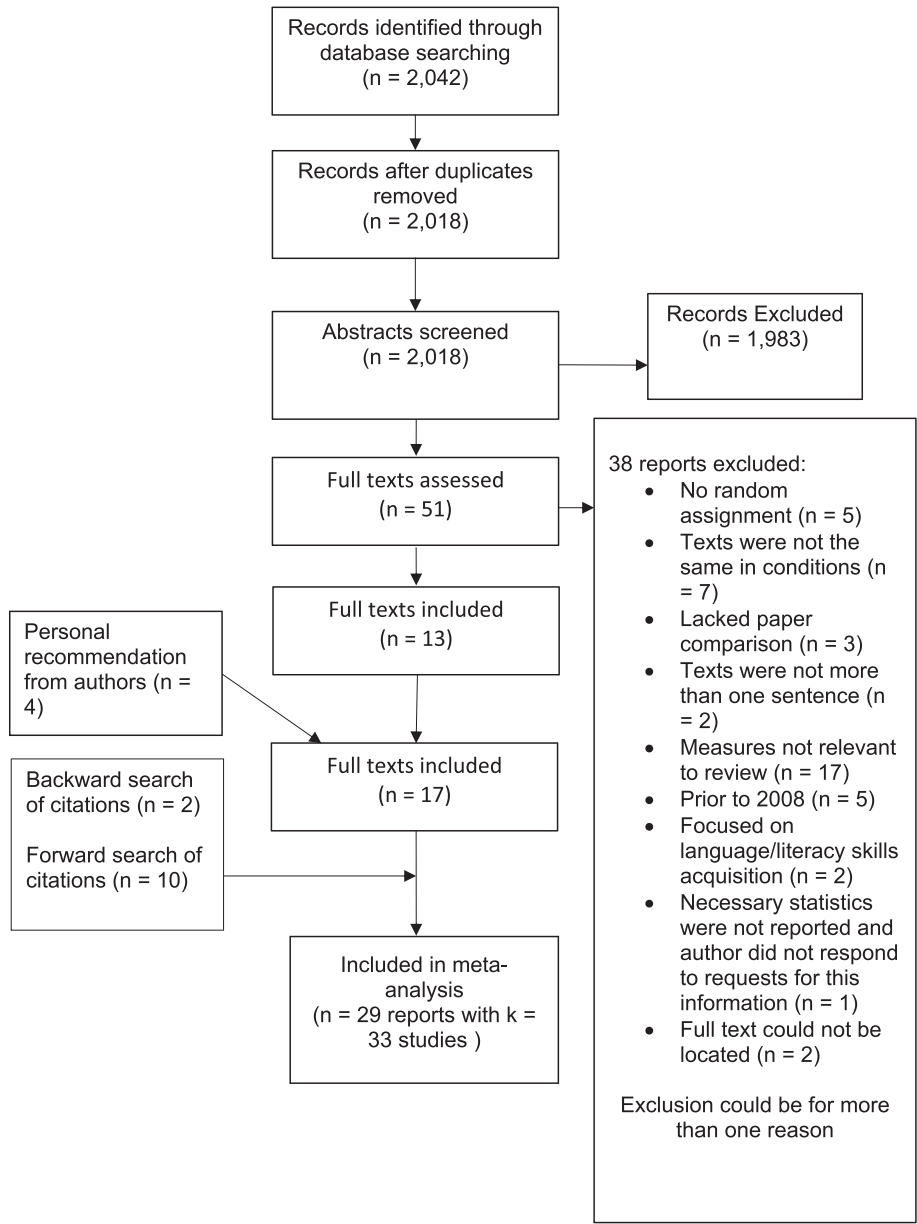 Records identified through
database searching
(n = 2,042)
Records after duplicates
removed
(n = 2,018)
Abstracts screened
(n = 2,018)
Records Excluded
(n = 1,983)
Full texts assessed
(n = 51)
38 reports excluded:
• No random
assignment (n = 5)
• Texts were not the
same in conditions (n
= 7)
• Lacked paper
comparison (n = 3)
• Texts were not more
than one sentence (n
= 2)
• Measures not relevant
to review (n = 17)
• Prior to 2008 (n = 5)
• Focused on
language/literacy skills
acquisition (n = 2)
• Necessary statistics
were not reported and
author did not respond
to requests for this
information (n = 1)
• Full text could not be
located (n = 2)
Exclusion could be for more
than one reason
Full texts included
(n = 13)
Personal
recommendation
from authors (n =
4)
Full texts included
(n = 17)
Backward search
of citations (n = 2)
Forward search of
citations (n = 10)
Included in meta-
analysis
(n = 29 reports with k =
33 studies )